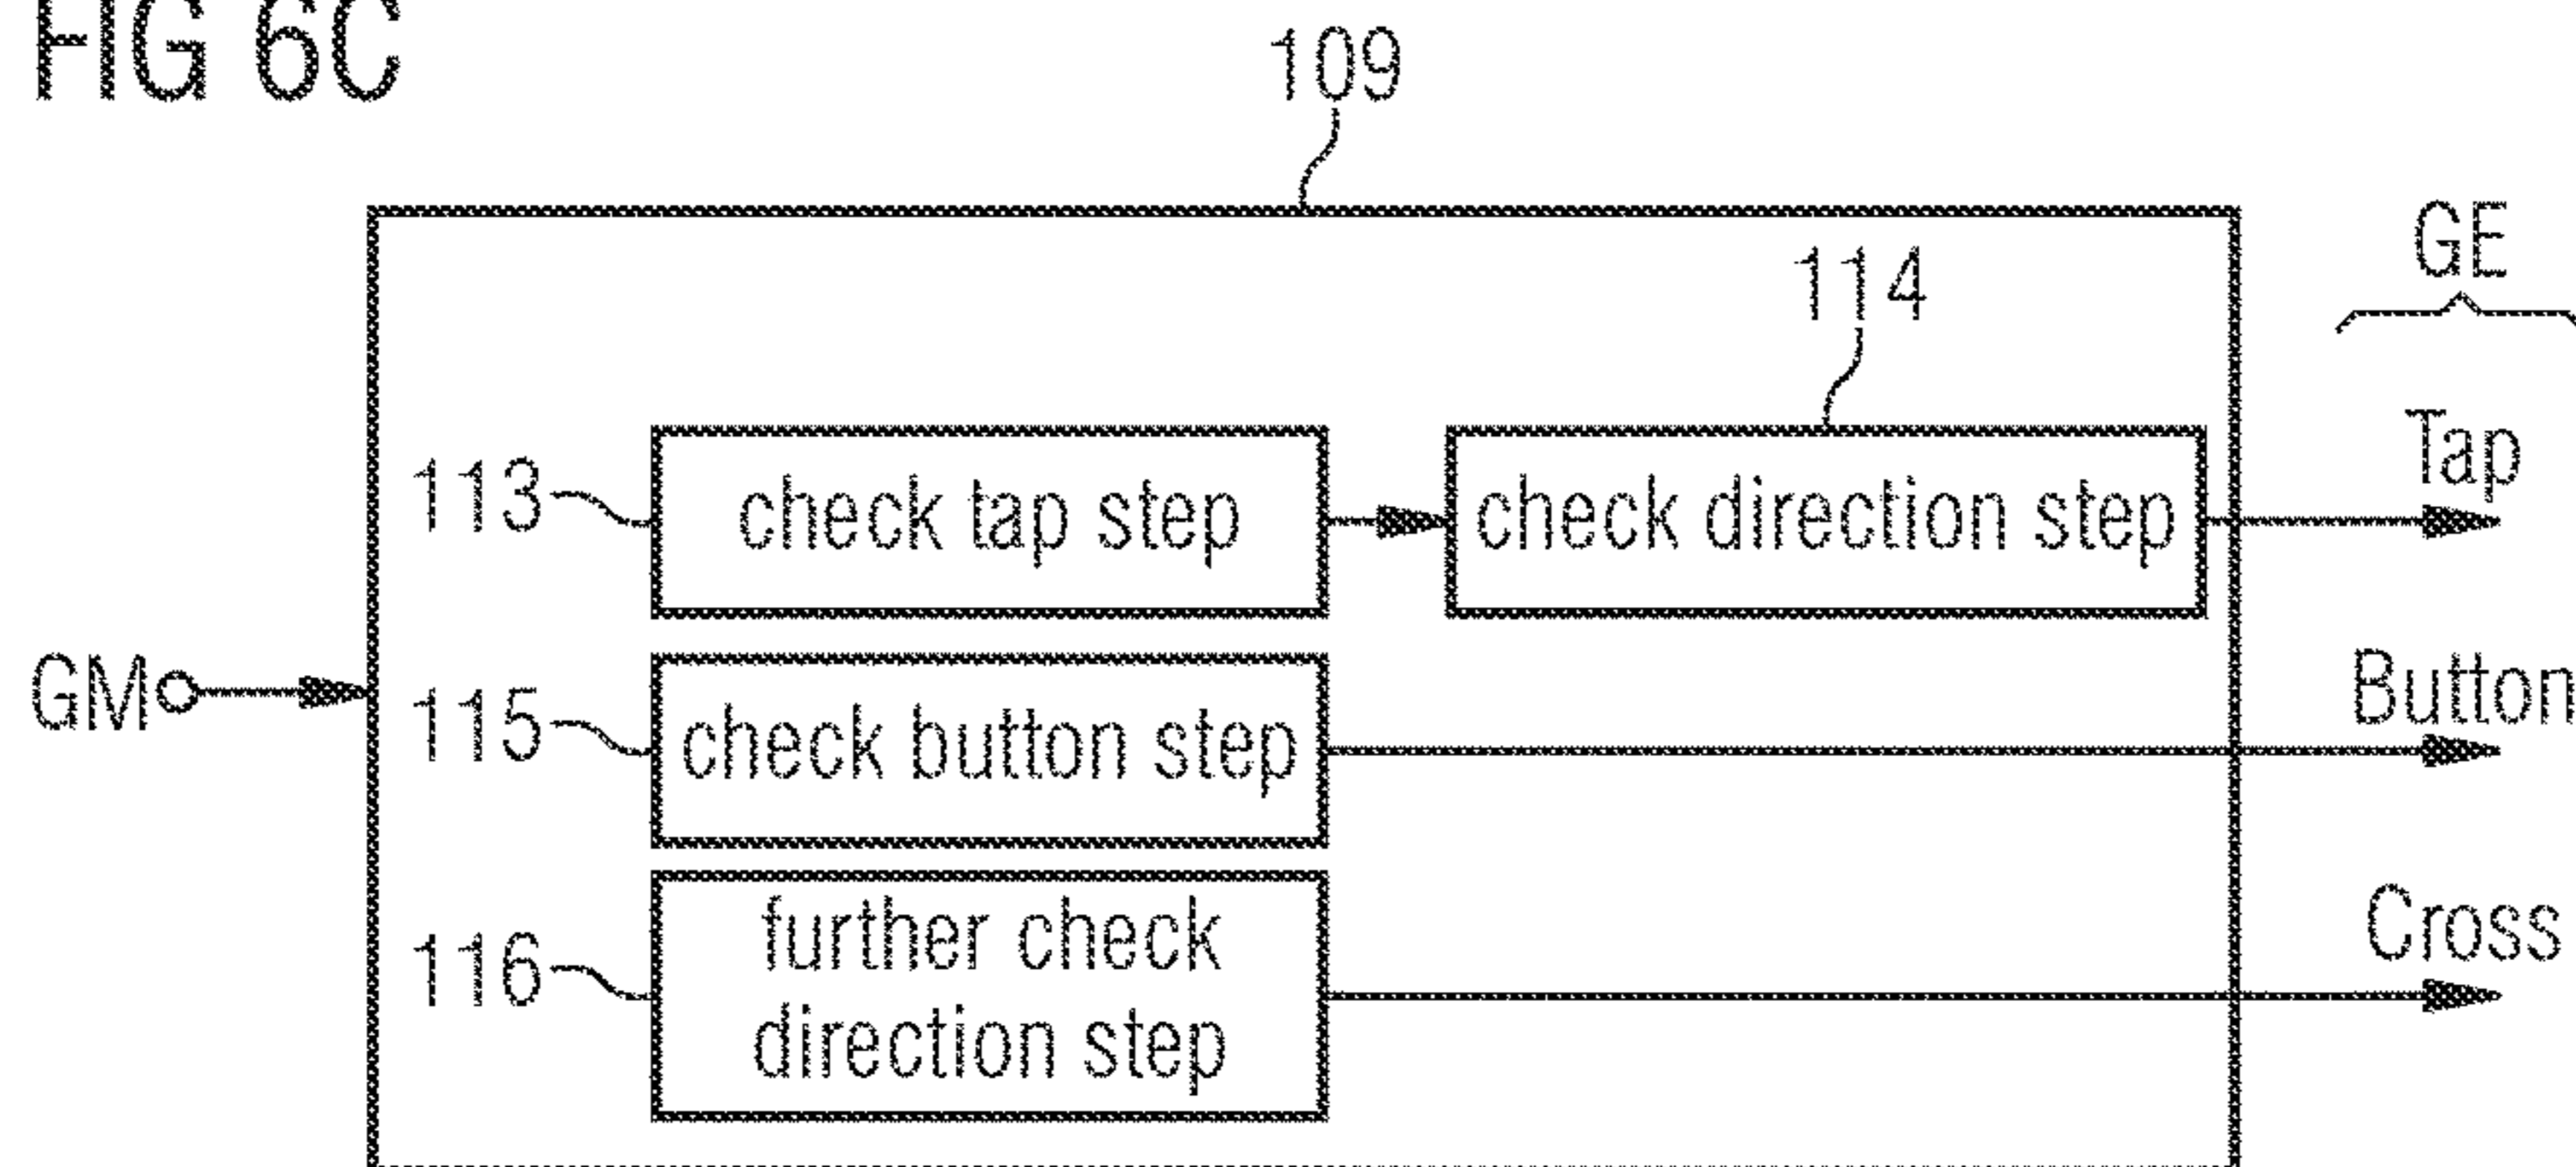 FIG 6C
109
GE
114
Tap
113
check tap step
check direction step
GM
115
check button step
Button
116
further check
direction step
Cross